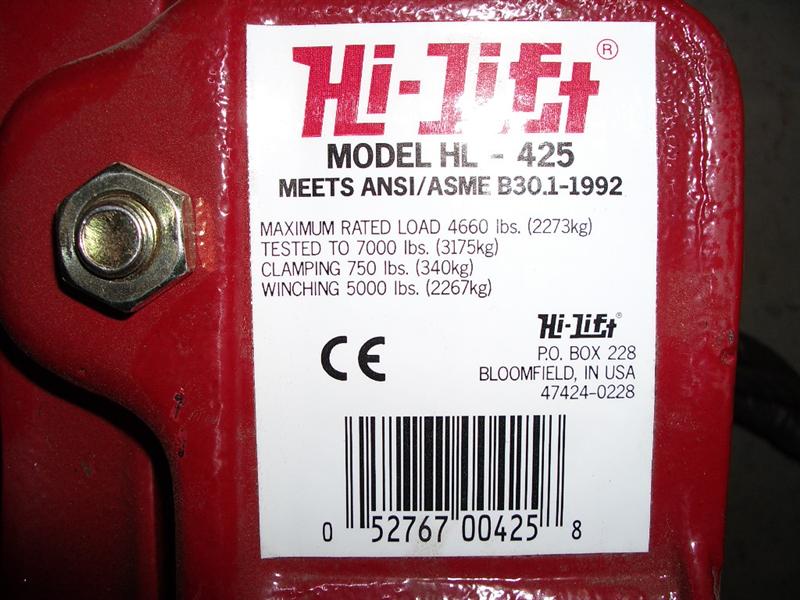 Hi-Lift®
MODEL HL - 425
MEETS ANSI/ASME B30.1-1992
MAXIMUM RATED LOAD 4660 lbs. (2273kg)
TESTED TO 7000 lbs. (3175kg)
CLAMPING 750 lbs. (340kg)
WINCHING 5000 lbs. (2267kg)
CE
Hi-Lift®
P.O. BOX 228
BLOOMFIELD, IN USA
47424-0228
0 52767 00425 8